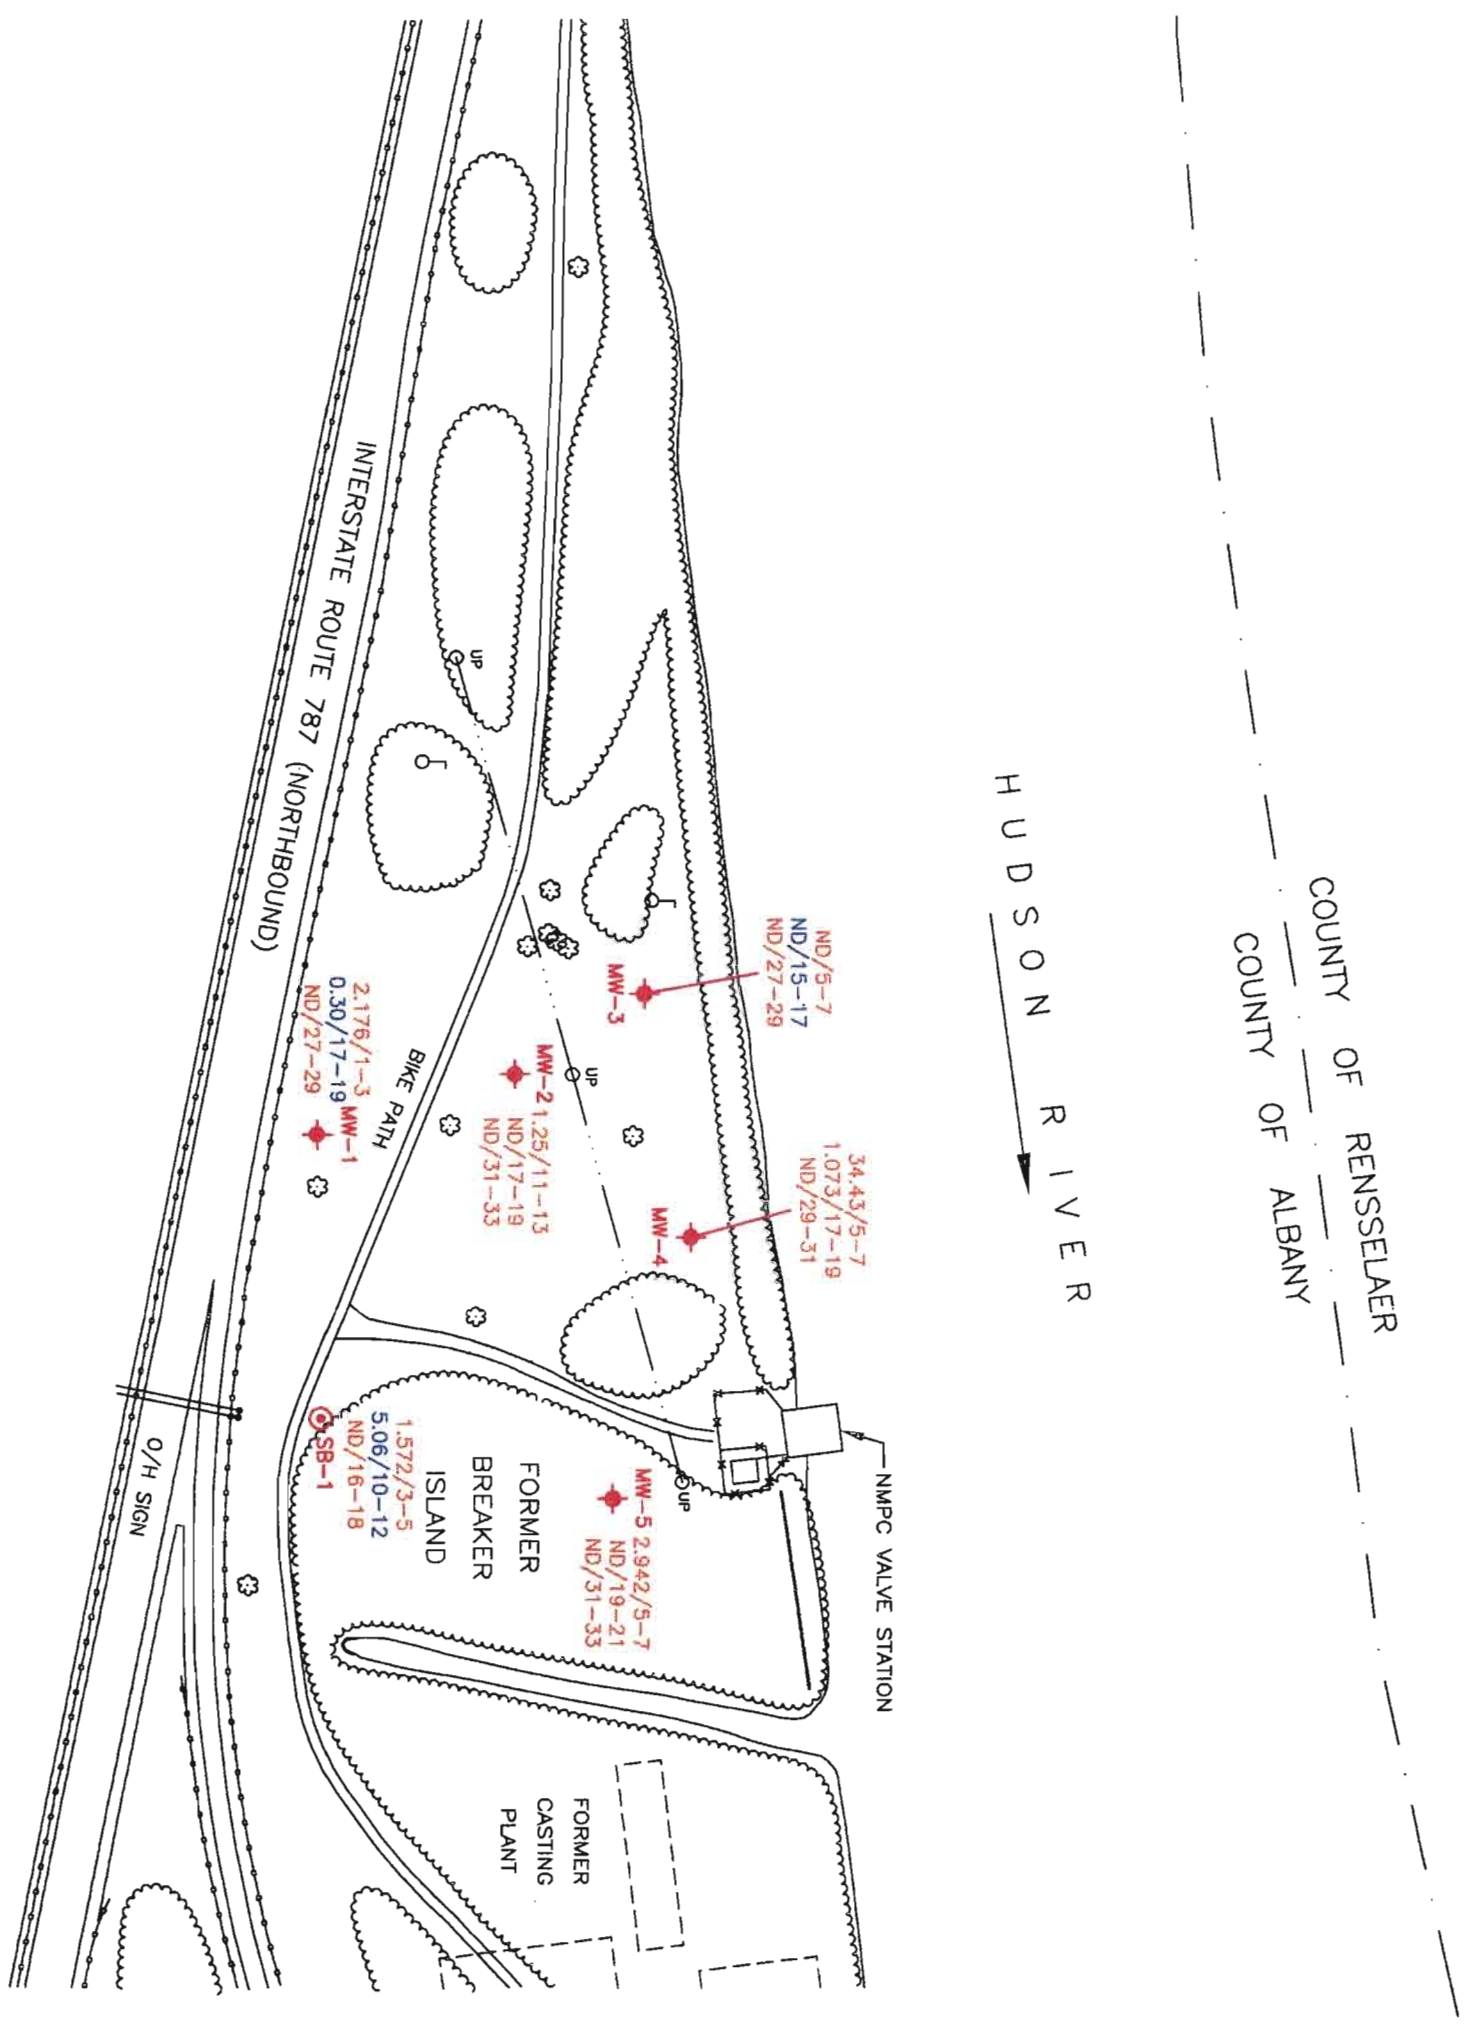 COUNTY OF RENSSELAER
COUNTY OF ALBANY
HUDSON RIVER
NMPC VALVE STATION
ND/5-7
ND/15-17
ND/27-29
MW-3
34.43/5-7
1.073/17-19
ND/29-31
MW-4
UP
MW-2
1.25/11-13
ND/17-19
ND/31-33
UP
UP
MW-5
2.942/5-7
ND/19-21
ND/31-33
BIKE PATH
2.176/1-3
0.30/17-19
ND/27-29
MW-1
INTERSTATE ROUTE 787 (NORTHBOUND)
1.572/3-5
5.06/10-12
ND/16-18
SB-1
FORMER
BREAKER
ISLAND
FORMER
CASTING
PLANT
O/H SIGN